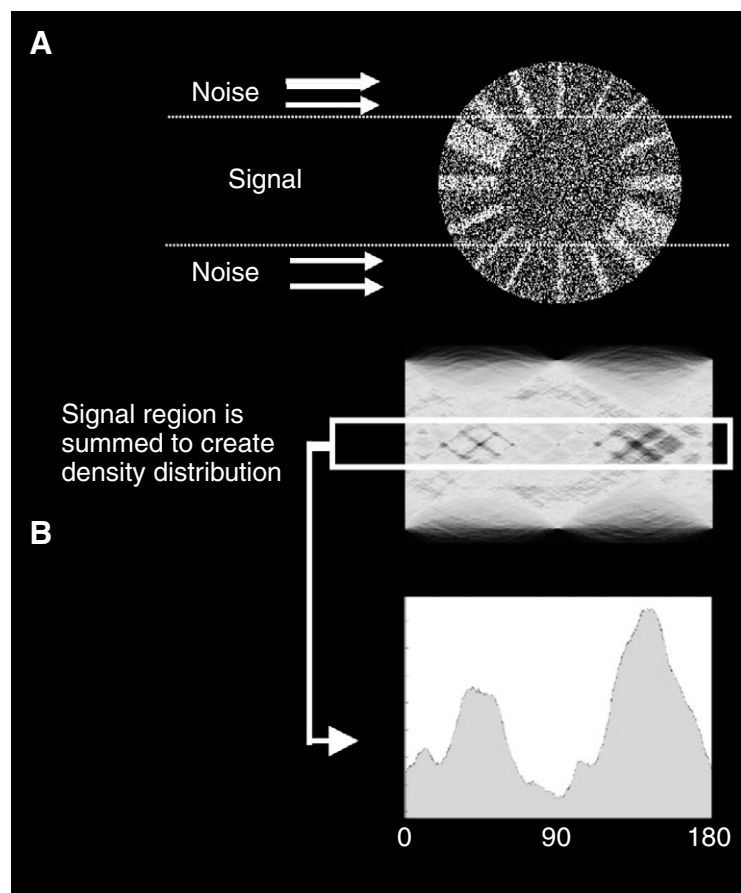 A
Noise
Signal
Noise
Signal region is
summed to create
density distribution
B
0 90 180